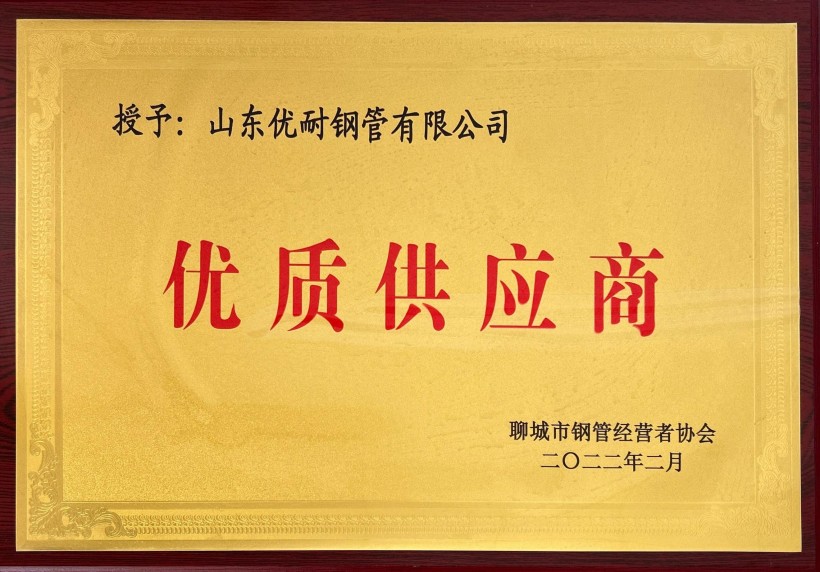 授予：山东优耐钢管有限公司
优质供应商
聊城市钢管经营者协会
二〇二二年二月